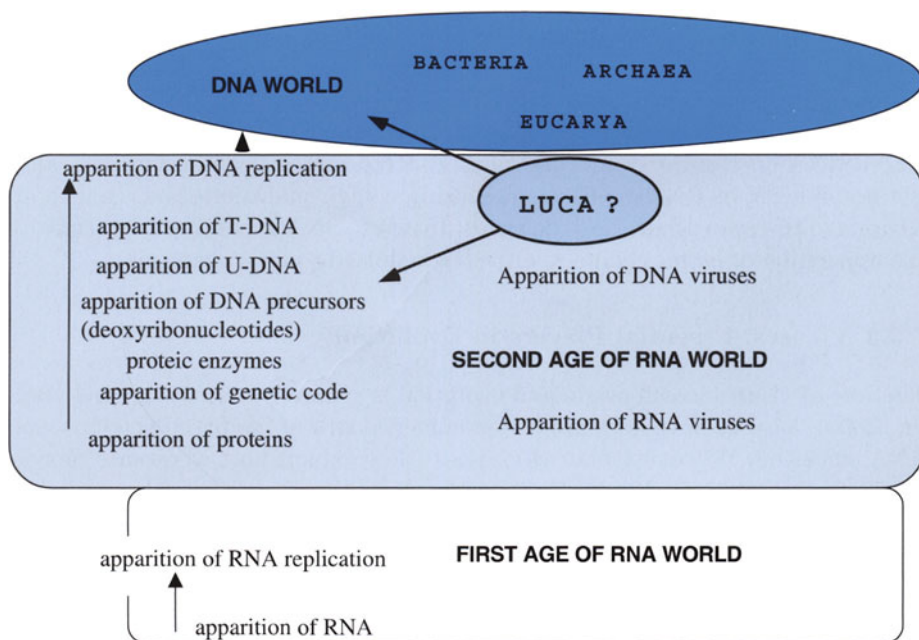 BACTERIA
ARCHAEA
DNA WORLD
EUCARYA
apparition of DNA replication
LUCA ?
apparition of T-DNA
apparition of U-DNA
Apparition of DNA viruses
apparition of DNA precursors
(deoxyribonucleotides)
proteic enzymes
SECOND AGE OF RNA WORLD
apparition of genetic code
Apparition of RNA viruses
apparition of proteins
apparition of RNA replication
FIRST AGE OF RNA WORLD
apparition of RNA